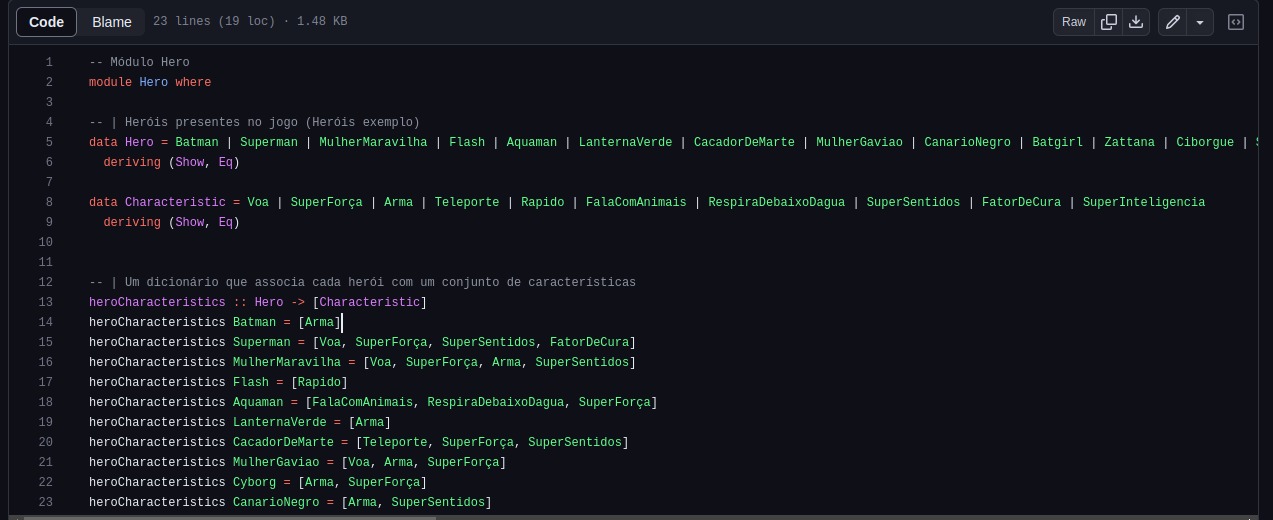 Code Blame 23 lines (19 loc) · 1.48 KB Raw
1 -- Módulo Hero
2 module Hero where
3
4 -- | Heróis presentes no jogo (Heróis exemplo)
5 data Hero = Batman | Superman | MulherMaravilha | Flash | Aquaman | LanternaVerde | CacadorDeMarte | MulherGaviao | CanarioNegro | Batgirl | Zattana | Ciborgue |
6   deriving (Show, Eq)
7
8 data Characteristic = Voa | SuperForça | Arma | Teleporte | Rapido | FalaComAnimais | RespiraDebaixoDagua | SuperSentidos | FatorDeCura | SuperInteligencia
9   deriving (Show, Eq)
10
11
12 -- | Um dicionário que associa cada herói com um conjunto de características
13 heroCharacteristics :: Hero -> [Characteristic]
14 heroCharacteristics Batman = [Arma]
15 heroCharacteristics Superman = [Voa, SuperForça, SuperSentidos, FatorDeCura]
16 heroCharacteristics MulherMaravilha = [Voa, SuperForça, Arma, SuperSentidos]
17 heroCharacteristics Flash = [Rapido]
18 heroCharacteristics Aquaman = [FalaComAnimais, RespiraDebaixoDagua, SuperForça]
19 heroCharacteristics LanternaVerde = [Arma]
20 heroCharacteristics CacadorDeMarte = [Teleporte, SuperForça, SuperSentidos]
21 heroCharacteristics MulherGaviao = [Voa, Arma, SuperForça]
22 heroCharacteristics Cyborg = [Arma, SuperForça]
23 heroCharacteristics CanarioNegro = [Arma, SuperSentidos]